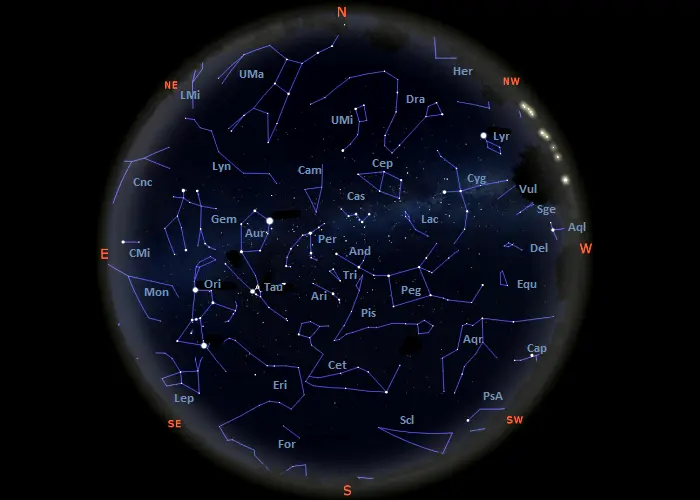 N
UMa
Her
NE
NW
LMi
Dra
UMi
Lyr
Lyn
Cam
Cep
Cnc
Cyg
Vul
Cas
Sge
Gem
Lac
Aql
Aur
Per
E
CMi
And
Del
W
Tri
Ori
Tau
Mon
Ari
Peg
Equ
Pis
Aqr
Cap
Cet
Eri
Lep
PsA
SE
Scl
SW
For
S